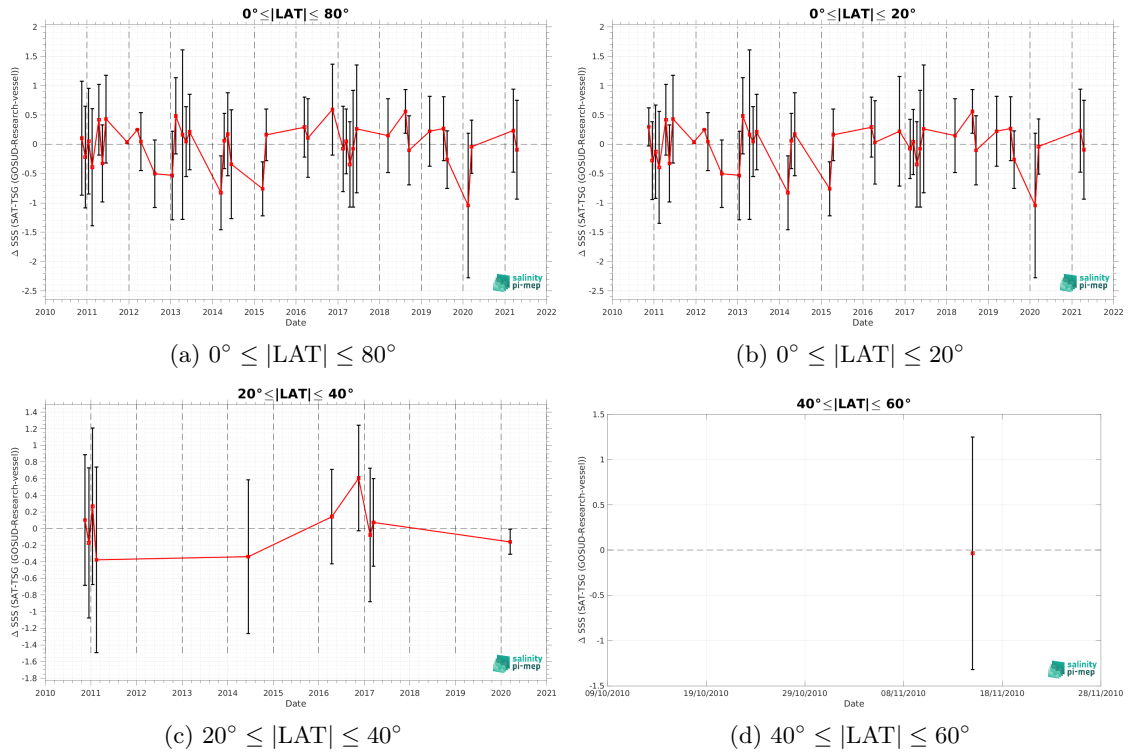 0°≤|LAT|≤ 80°
Δ SSS (SAT-TSG (GOSUD-Research-vessel))
2
1.5
1
0.5
0
-0.5
-1
-1.5
-2
-2.5
salinity
pi-mep
2010 2011 2012 2013 2014 2015 2016 2017 2018 2019 2020 2021 2022
Date
(a) 0° ≤ |LAT| ≤ 80°
0°≤|LAT|≤ 20°
Δ SSS (SAT-TSG (GOSUD-Research-vessel))
2
1.5
1
0.5
0
-0.5
-1
-1.5
-2
-2.5
salinity
pi-mep
2010 2011 2012 2013 2014 2015 2016 2017 2018 2019 2020 2021 2022
Date
(b) 0° ≤ |LAT| ≤ 20°
20°≤|LAT|≤ 40°
Δ SSS (SAT-TSG (GOSUD-Research-vessel))
1.4
1.2
1
0.8
0.6
0.4
0.2
0
-0.2
-0.4
-0.6
-0.8
-1
-1.2
-1.4
-1.6
-1.8
salinity
pi-mep
2010 2011 2012 2013 2014 2015 2016 2017 2018 2019 2020 2021
Date
(c) 20° ≤ |LAT| ≤ 40°
40°≤|LAT|≤ 60°
Δ SSS (SAT-TSG (GOSUD-Research-vessel))
1.5
1
0.5
0
-0.5
-1
-1.5
salinity
pi-mep
09/10/2010 19/10/2010 29/10/2010 08/11/2010 18/11/2010 28/11/2010
Date
(d) 40° ≤ |LAT| ≤ 60°